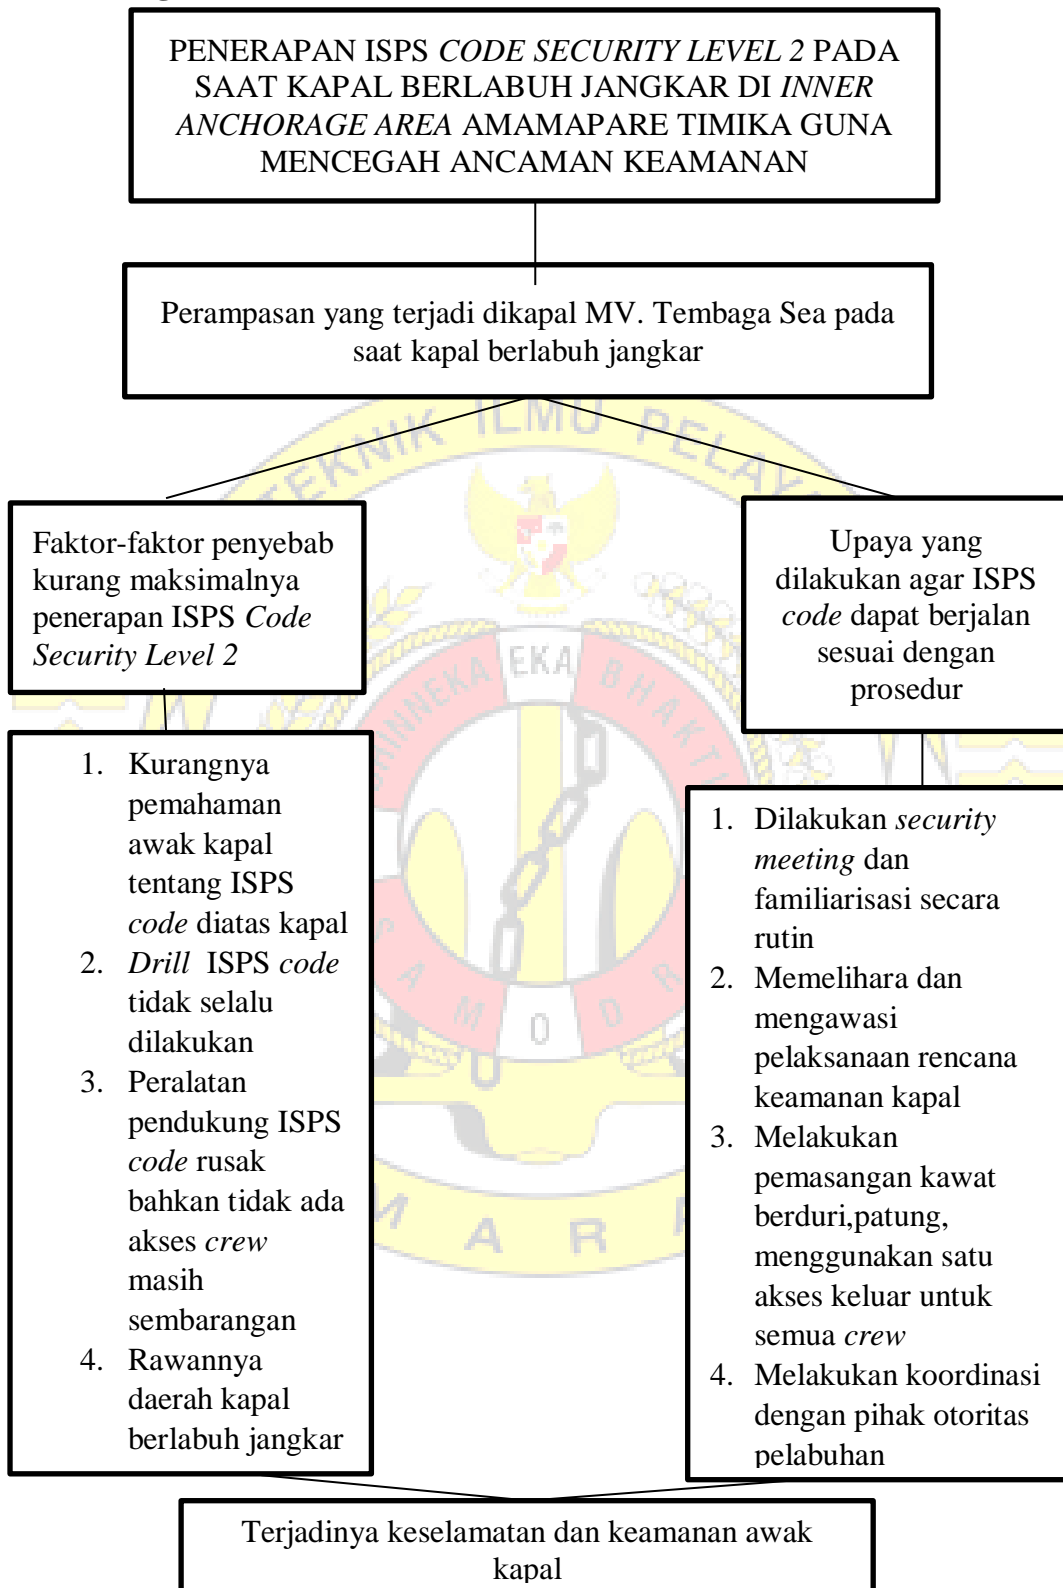 PENERAPAN ISPS CODE SECURITY LEVEL 2 PADA
SAAT KAPAL BERLABUH JANGKAR DI INNER
ANCHORAGE AREA AMAMAPARE TIMIKA GUNA
MENCEGAH ANCAMAN KEAMANAN
Perampasan yang terjadi dikapal MV. Tembaga Sea pada
saat kapal berlabuh jangkar
Faktor-faktor penyebab
kurang maksimalnya
penerapan ISPS Code
Security Level 2
Upaya yang
dilakukan agar ISPS
code dapat berjalan
sesuai dengan
prosedur
1. Kurangnya
pemahaman
awak kapal
tentang ISPS
code diatas kapal
2. Drill ISPS code
tidak selalu
dilakukan
3. Peralatan
pendukung ISPS
code rusak
bahkan tidak ada
akses crew
masih
sembarangan
4. Rawannya
daerah kapal
berlabuh jangkar
1. Dilakukan security
meeting dan
familiarisasi secara
rutin
2. Memelihara dan
mengawasi
pelaksanaan rencana
keamanan kapal
3. Melakukan
pemasangan kawat
berduri,patung,
menggunakan satu
akses keluar untuk
semua crew
4. Melakukan koordinasi
dengan pihak otoritas
pelabuhan
Terjadinya keselamatan dan keamanan awak
kapal
TEKNIK ILMU
EKA
BHAKTI
SAMODRA